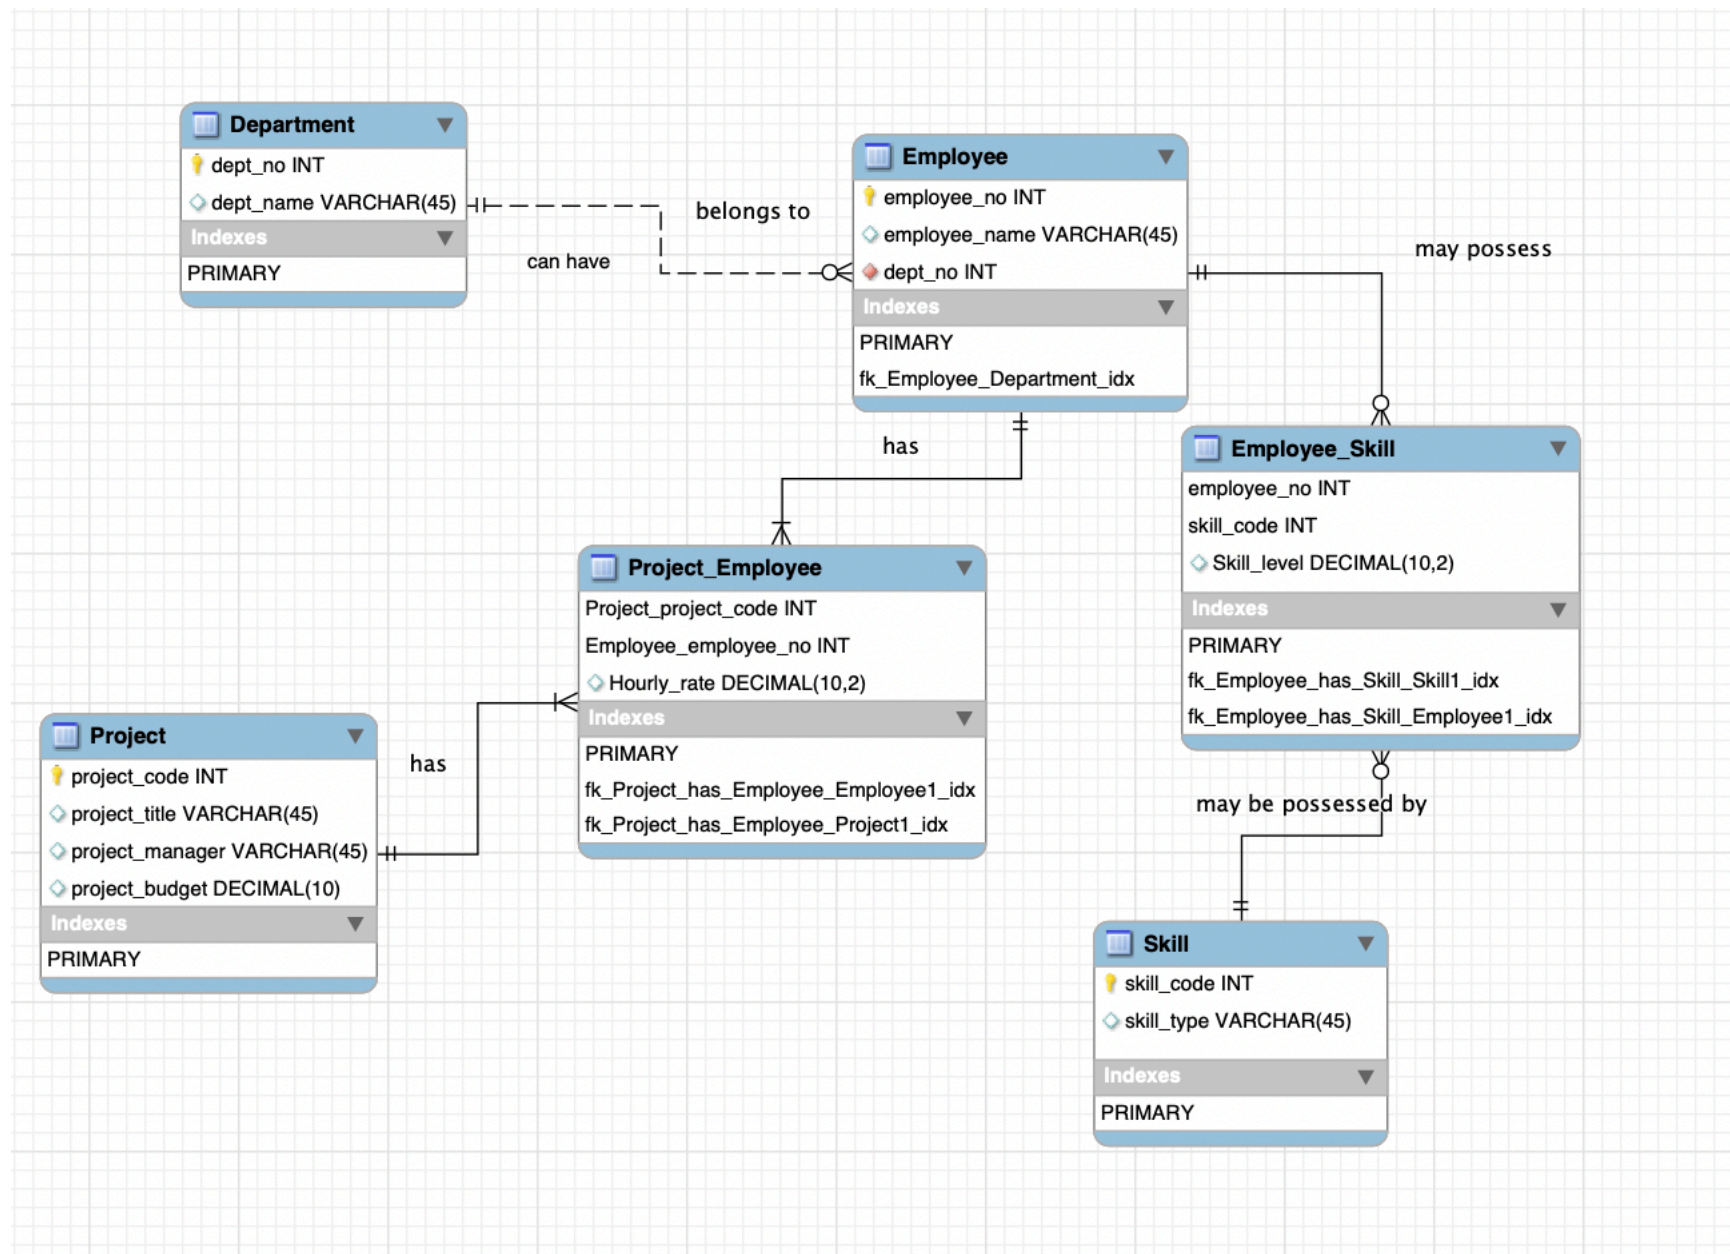 Department
dept_no INT
dept_name VARCHAR(45)
Indexes
PRIMARY
can have
belongs to
Employee
employee_no INT
employee_name VARCHAR(45)
dept_no INT
Indexes
PRIMARY
fk_Employee_Department_idx
may possess
has
Employee_Skill
employee_no INT
skill_code INT
Skill_level DECIMAL(10,2)
Indexes
PRIMARY
fk_Employee_has_Skill_Skill1_idx
fk_Employee_has_Skill_Employee1_idx
Project_Employee
Project_project_code INT
Employee_employee_no INT
Hourly_rate DECIMAL(10,2)
Indexes
PRIMARY
fk_Project_has_Employee_Employee1_idx
fk_Project_has_Employee_Project1_idx
Project
project_code INT
project_title VARCHAR(45)
project_manager VARCHAR(45)
project_budget DECIMAL(10)
Indexes
PRIMARY
has
may be possessed by
Skill
skill_code INT
skill_type VARCHAR(45)
Indexes
PRIMARY